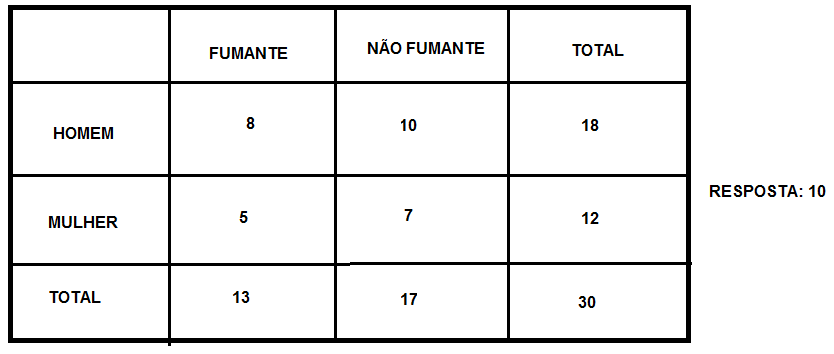 FUMANTE NÃO FUMANTE TOTAL
HOMEM 8 10 18
RESPOSTA: 10
MULHER 5 7 12
TOTAL 13 17 30